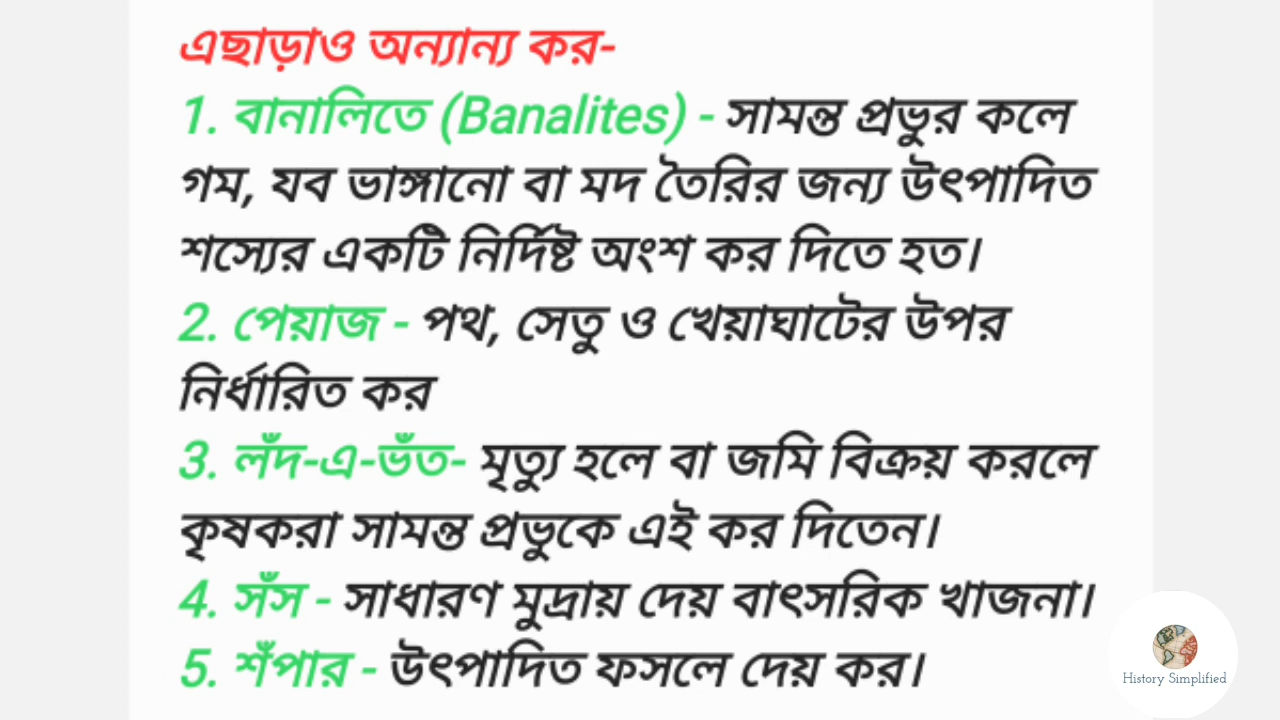 এছাড়াও অন্যান্য কর-
1. বানালিতে (Banalites) - সামন্ত প্রভুর কলে
গম, যব ভাঙ্গানো বা মদ তৈরির জন্য উৎপাদিত
শস্যের একটি নির্দিষ্ট অংশ কর দিতে হত।
2. পেয়াজ - পথ, সেতু ও খেয়াঘাটের উপর
নির্ধারিত কর
3. লঁদ-এ-ভঁত- মৃত্যু হলে বা জমি বিক্রয় করলে
কৃষকরা সামন্ত প্রভুকে এই কর দিতেন।
4. সঁস - সাধারণ মুদ্রায় দেয় বাৎসরিক খাজনা।
5. শঁপার - উৎপাদিত ফসলে দেয় কর।
History Simplified